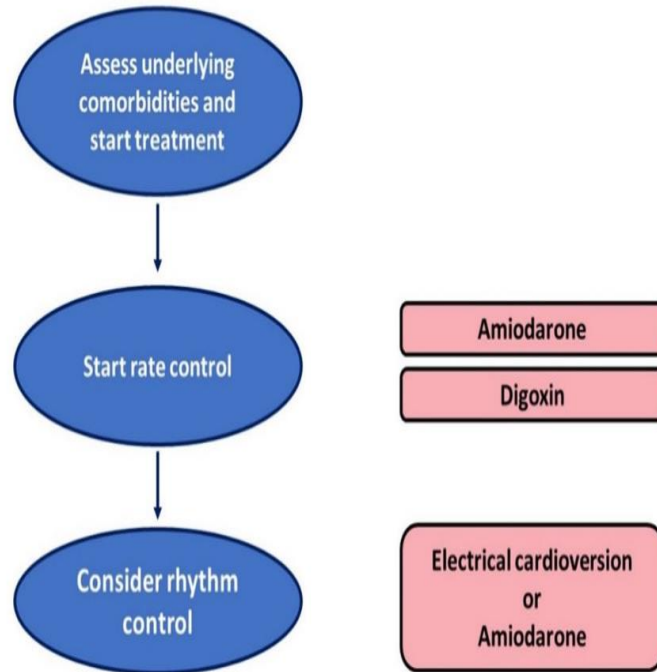 Assess underlying
comorbidities and
start treatment
Start rate control
Amiodarone
Digoxin
Consider rhythm
control
Electrical cardioversion
or
Amiodarone